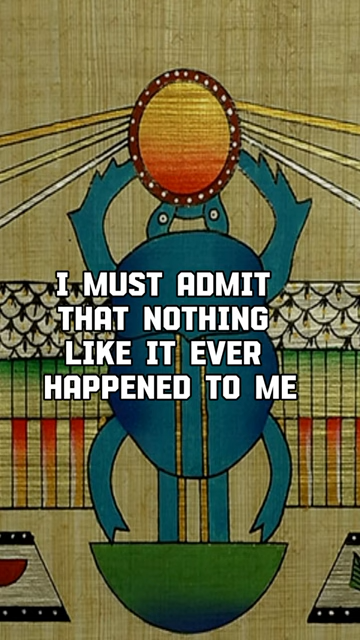 I MUST ADMIT
THAT NOTHING
LIKE IT EVER
HAPPENED TO ME